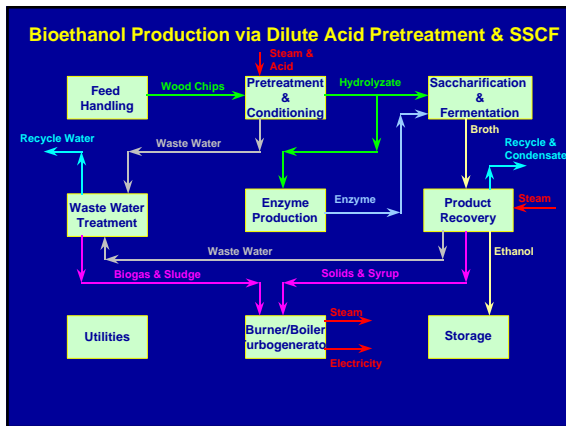 Bioethanol Production via Dilute Acid Pretreatment & SSCF
Steam &
Acid
Feed
Handling
Wood Chips
Pretreatment
&
Conditioning
Hydrolyzate
Saccharification
&
Fermentation
Broth
Recycle Water
Waste Water
Recycle &
Condensate
Waste Water
Treatment
Enzyme
Production
Enzyme
Product
Recovery
Steam
Waste Water
Ethanol
Biogas & Sludge
Solids & Syrup
Utilities
Burner/Boiler
Turbogenerator
Steam
Electricity
Storage